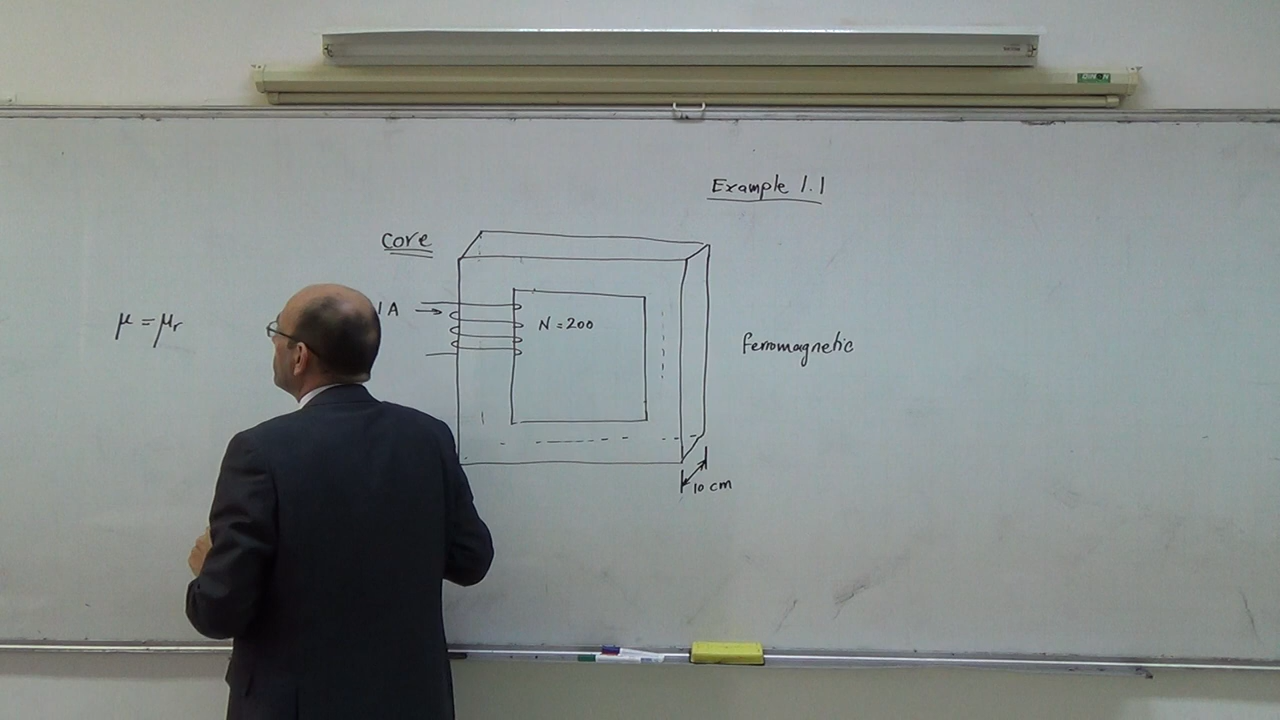 Example 1.1
core
1A
N = 200
μ = μr
ferromagnetic
10 cm